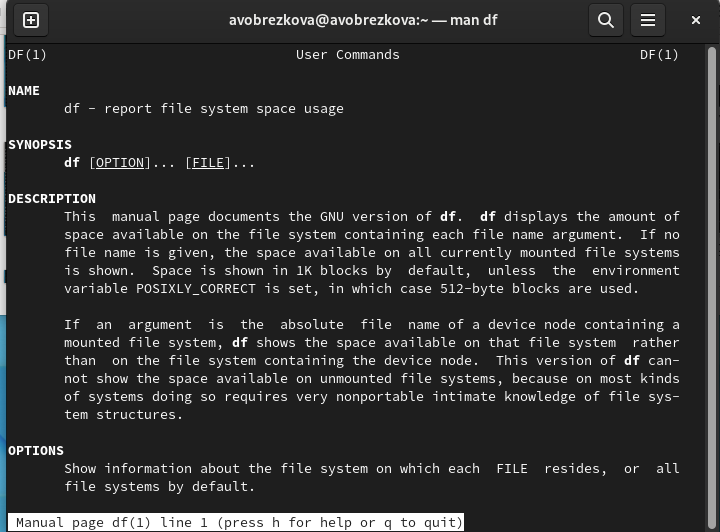 avobrezkova@avobrezkova:~ — man df
DF(1) User Commands DF(1)
NAME
df - report file system space usage
SYNOPSIS
df [OPTION]... [FILE]...
DESCRIPTION
This manual page documents the GNU version of df. df displays the amount of
space available on the file system containing each file name argument. If no
file name is given, the space available on all currently mounted file systems
is shown. Space is shown in 1K blocks by default, unless the environment
variable POSIXLY_CORRECT is set, in which case 512-byte blocks are used.
If an argument is the absolute file name of a device node containing a
mounted file system, df shows the space available on that file system rather
than on the file system containing the device node. This version of df can-
not show the space available on unmounted file systems, because on most kinds
of systems doing so requires very nonportable intimate knowledge of file sys-
tem structures.
OPTIONS
Show information about the file system on which each FILE resides, or all
file systems by default.
Manual page df(1) line 1 (press h for help or q to quit)